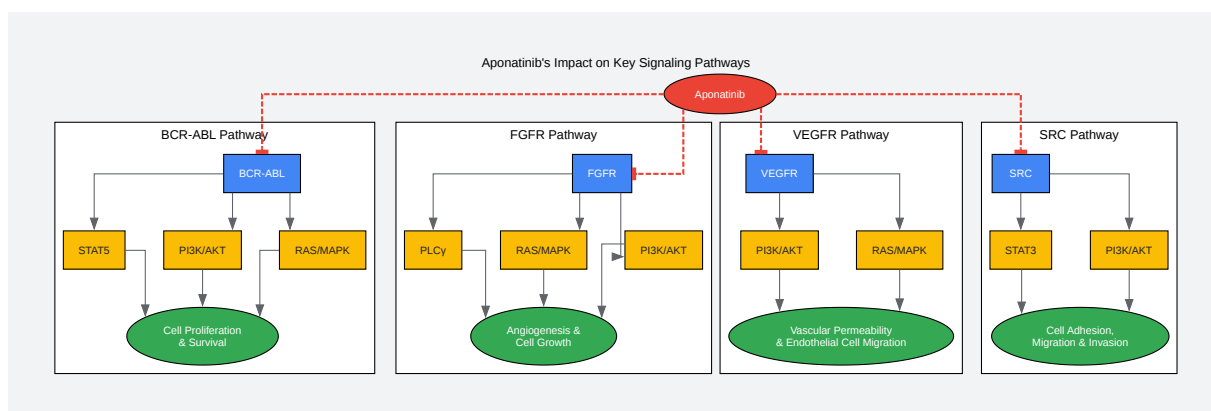 Aponatinib's Impact on Key Signaling Pathways
Aponatinib
BCR-ABL Pathway
BCR-ABL
STAT5
PI3K/AKT
RAS/MAPK
Cell Proliferation
& Survival
FGFR Pathway
FGFR
PLCγ
RAS/MAPK
PI3K/AKT
Angiogenesis &
Cell Growth
VEGFR Pathway
VEGFR
PI3K/AKT
RAS/MAPK
Vascular Permeability
& Endothelial Cell Migration
SRC Pathway
SRC
STAT3
PI3K/AKT
Cell Adhesion,
Migration & Invasion